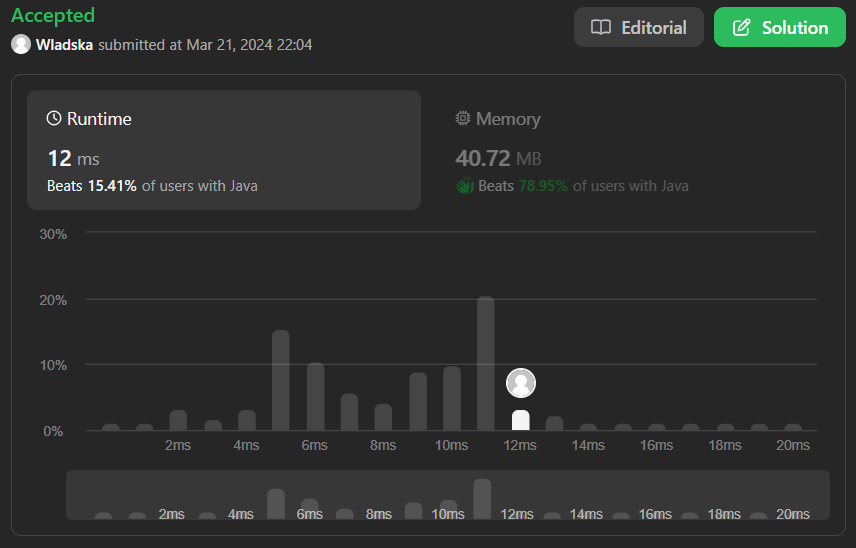 Accepted
Editorial
Solution
Wladska submitted at Mar 21, 2024 22:04
Runtime
Memory
12 ms
40.72 MB
Beats 15.41% of users with Java
Beats 78.95% of users with Java
30%
20%
10%
0%
2ms 4ms 6ms 8ms 10ms 12ms 14ms 16ms 18ms 20ms
2ms 4ms 6ms 8ms 10ms 12ms 14ms 16ms 18ms 20ms